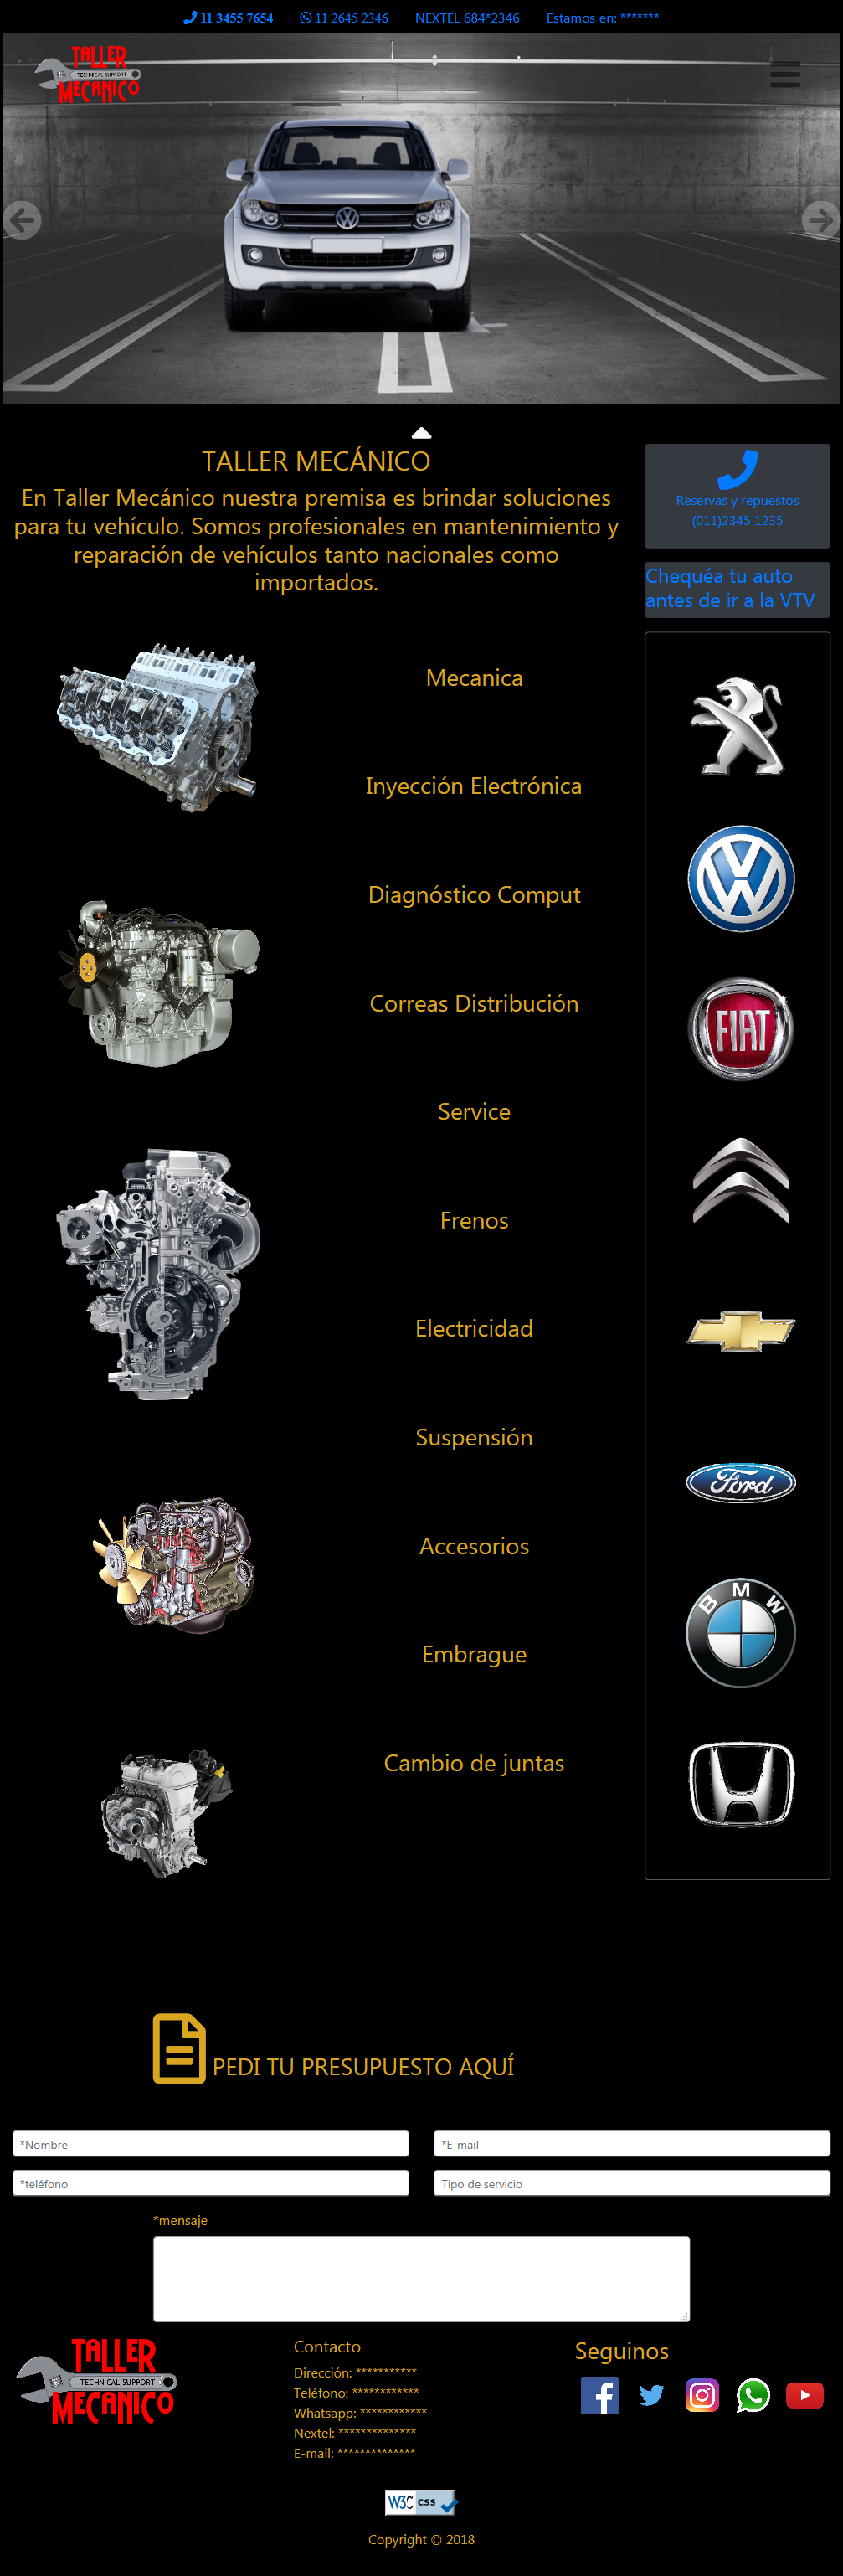 11 3455 7654 11 2645 2346 NEXTEL 684*2346 Estamos en: *******
TALLER
TECHNICAL SUPPORT
MECANICO
TALLER MECÁNICO
En Taller Mecánico nuestra premisa es brindar soluciones
para tu vehículo. Somos profesionales en mantenimiento y
reparación de vehículos tanto nacionales como
importados.
Reservas y repuestos
(011)2345 1235
Chequéa tu auto
antes de ir a la VTV
Mecanica
Inyección Electrónica
Diagnóstico Comput
Correas Distribución
Service
Frenos
Electricidad
Suspensión
Accesorios
Embrague
Cambio de juntas
FIAT
Ford
BMW
PEDI TU PRESUPUESTO AQUÍ
*Nombre
*E-mail
*teléfono
Tipo de servicio
*mensaje
TALLER
TECHNICAL SUPPORT
MECANICO
Contacto
Dirección: ***********
Teléfono: ************
Whatsapp: ************
Nextel: **************
E-mail: **************
Seguinos
W3C css
Copyright © 2018